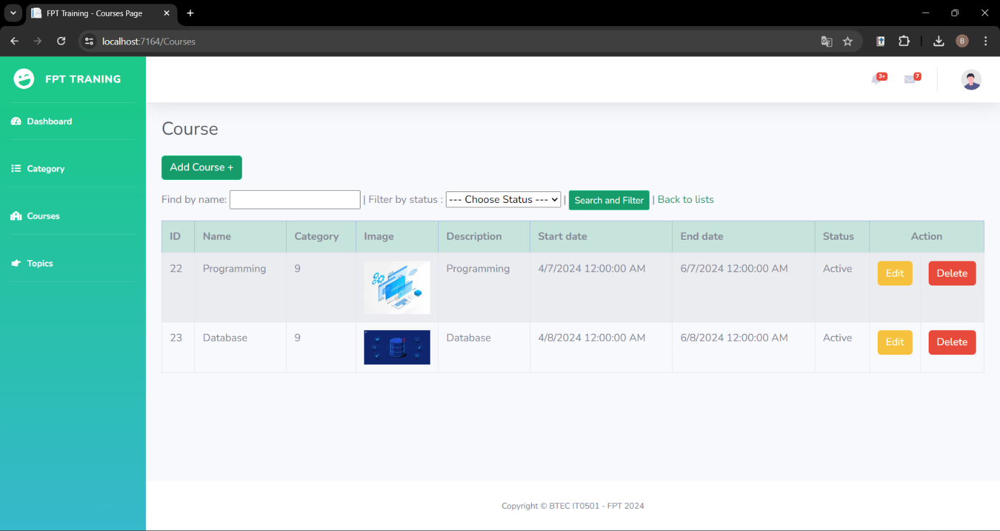 FPT Training - Courses Page
localhost:7164/Courses
B
FPT TRANING
3+
7
Dashboard
Category
Courses
Topics
Course
Add Course +
Find by name: | Filter by status : --- Choose Status --- | Search and Filter | Back to lists
ID Name Category Image Description Start date End date Status Action
22 Programming 9 Programming 4/7/2024 12:00:00 AM 6/7/2024 12:00:00 AM Active Edit Delete
23 Database 9 Database 4/8/2024 12:00:00 AM 6/8/2024 12:00:00 AM Active Edit Delete
Copyright © BTEC IT0501 - FPT 2024